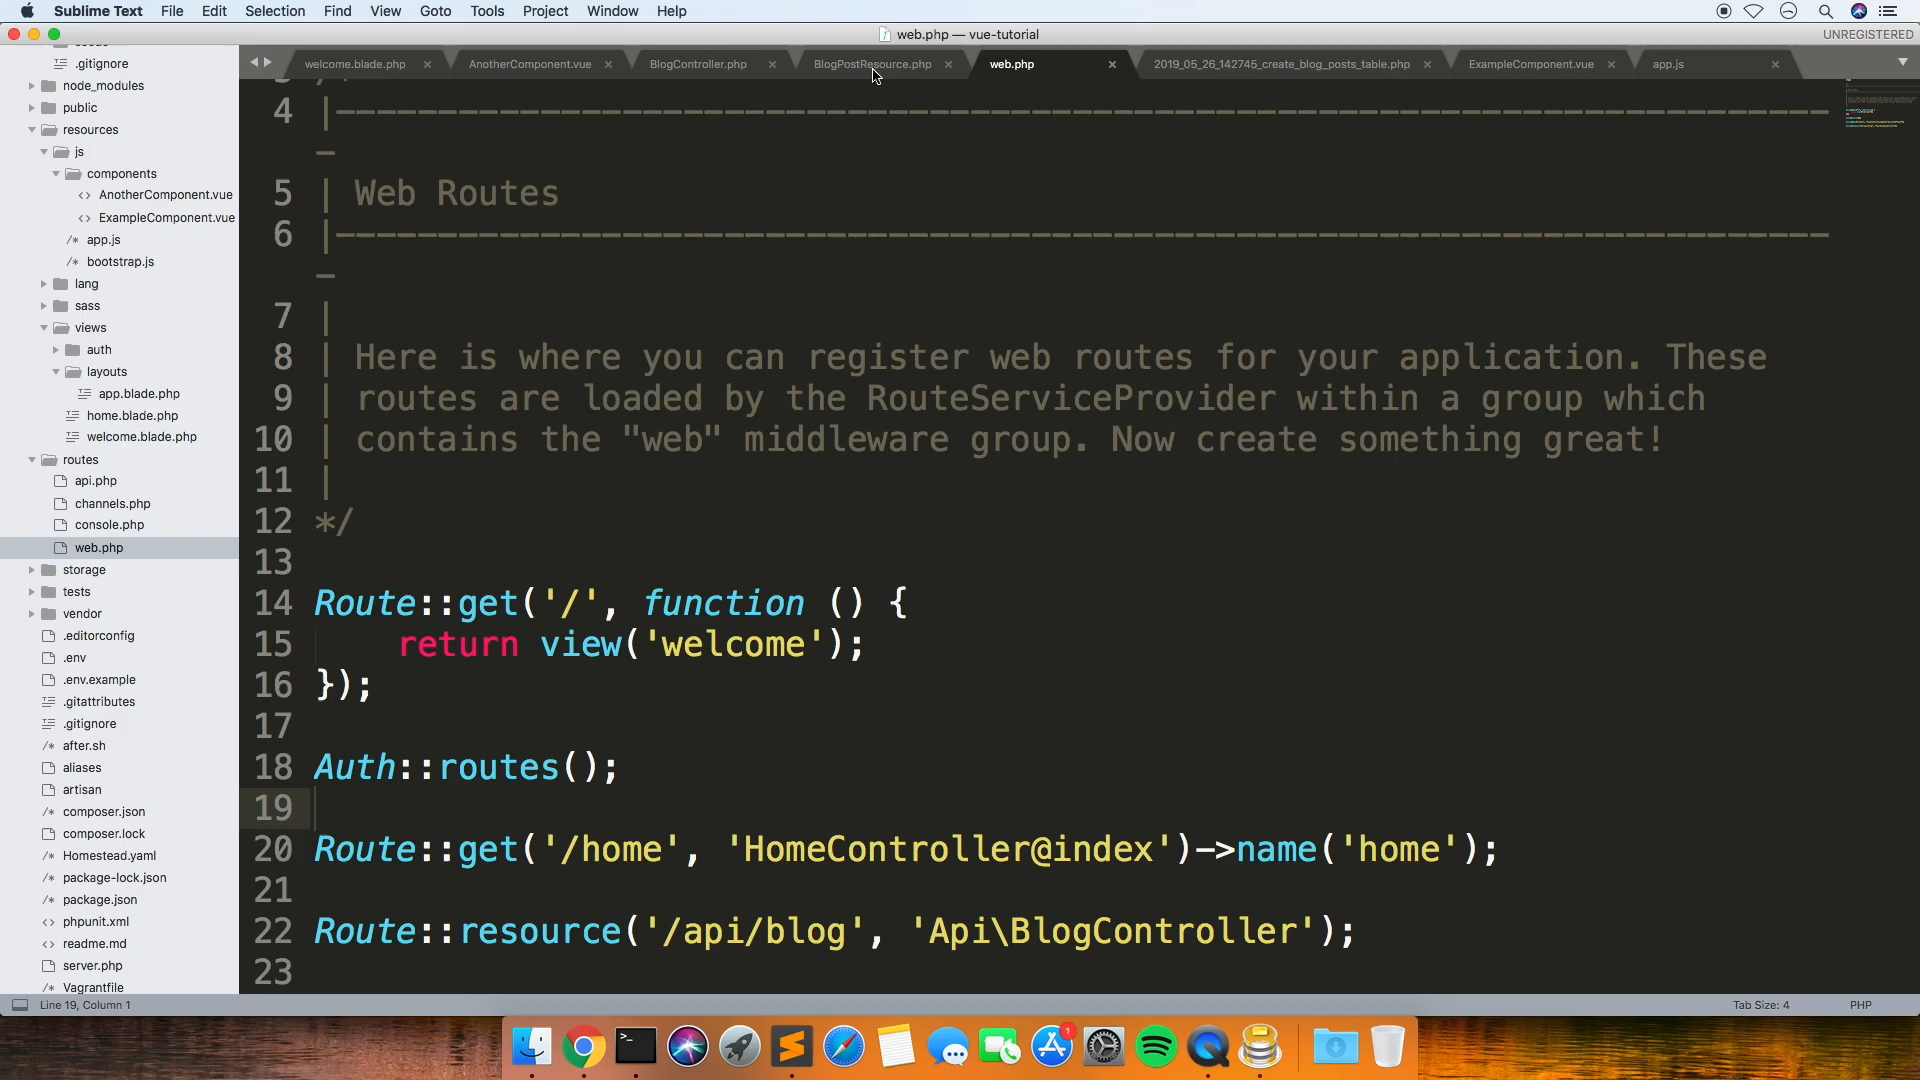 Sublime Text File Edit Selection Find View Goto Tools Project Window Help
web.php — vue-tutorial
UNREGISTERED
welcome.blade.php AnotherComponent.vue BlogController.php BlogPostResource.php web.php 2019_05_26_142745_create_blog_posts_table.php ExampleComponent.vue app.js
.gitignore
node_modules
public
resources
js
components
AnotherComponent.vue
ExampleComponent.vue
app.js
bootstrap.js
lang
sass
views
auth
layouts
app.blade.php
home.blade.php
welcome.blade.php
routes
api.php
channels.php
console.php
web.php
storage
tests
vendor
.editorconfig
.env
.env.example
.gitattributes
.gitignore
after.sh
aliases
artisan
composer.json
composer.lock
Homestead.yaml
package-lock.json
package.json
phpunit.xml
readme.md
server.php
Vagrantfile
4 |--------------------------------------------------------------------------
5 | Web Routes
6 |--------------------------------------------------------------------------
7 |
8 | Here is where you can register web routes for your application. These
9 | routes are loaded by the RouteServiceProvider within a group which
10 | contains the "web" middleware group. Now create something great!
11 |
12 */
13
14 Route::get('/', function () {
15 return view('welcome');
16 });
17
18 Auth::routes();
19
20 Route::get('/home', 'HomeController@index')->name('home');
21
22 Route::resource('/api/blog', 'Api\BlogController');
23
Line 19, Column 1
Tab Size: 4
PHP
1